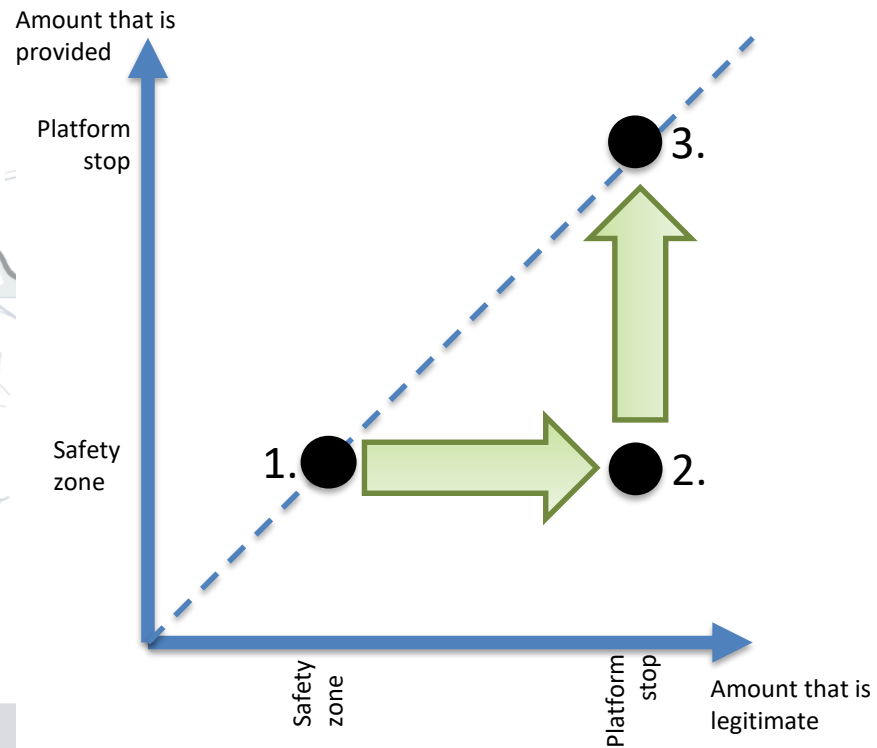 Amount that is
provided
Platform
stop
3.
Safety
zone
1.
2.
Safety
zone
Platform
stop
Amount that is
legitimate